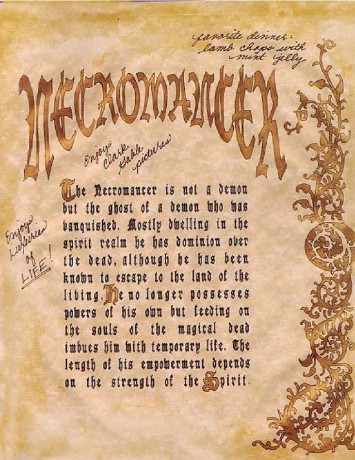 favorite dinner-
lamb chops with
mint jelly
NECROMANCER
Enjoys
Clark
Gable
pictures
The Necromancer is not a demon
but the ghost of a demon who was
vanquished. Mostly dwelling in the
spirit realm he has dominion over
the dead, although he has been
known to escape to the land of the
living. He no longer possesses
powers of his own but feeding on
the souls of the magical dead
imbues him with temporary life. The
length of his empowerment depends
on the strength of the Spirit.
Enjoys
Luxuries
of
LIFE!